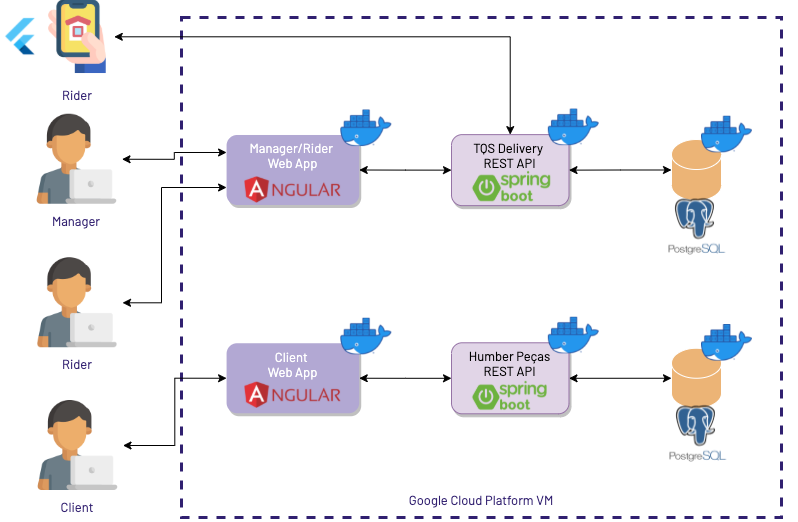 Rider
Manager
Rider
Client
Manager/Rider
Web App
ANGULAR
TQS Delivery
REST API
spring
boot
PostgreSQL
Client
Web App
ANGULAR
Humber Peças
REST API
spring
boot
PostgreSQL
Google Cloud Platform VM